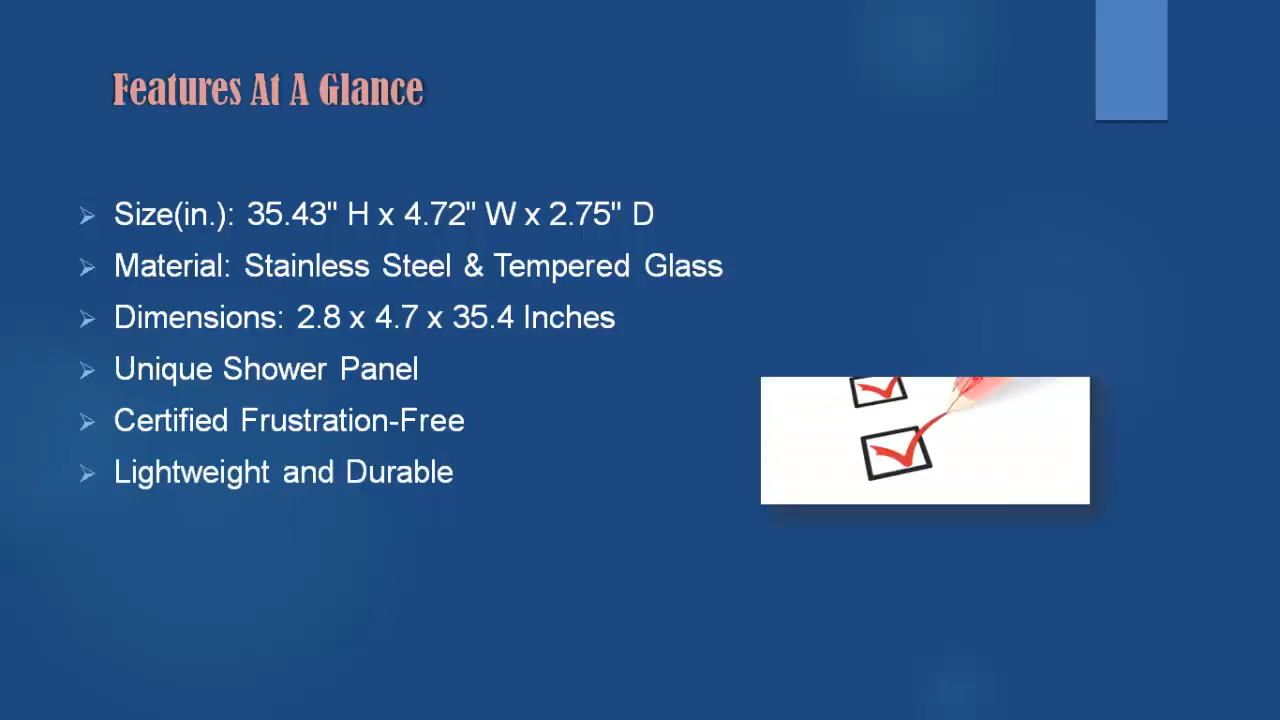 Features At A Glance
Size(in.): 35.43" H x 4.72" W x 2.75" D
Material: Stainless Steel & Tempered Glass
Dimensions: 2.8 x 4.7 x 35.4 Inches
Unique Shower Panel
Certified Frustration-Free
Lightweight and Durable